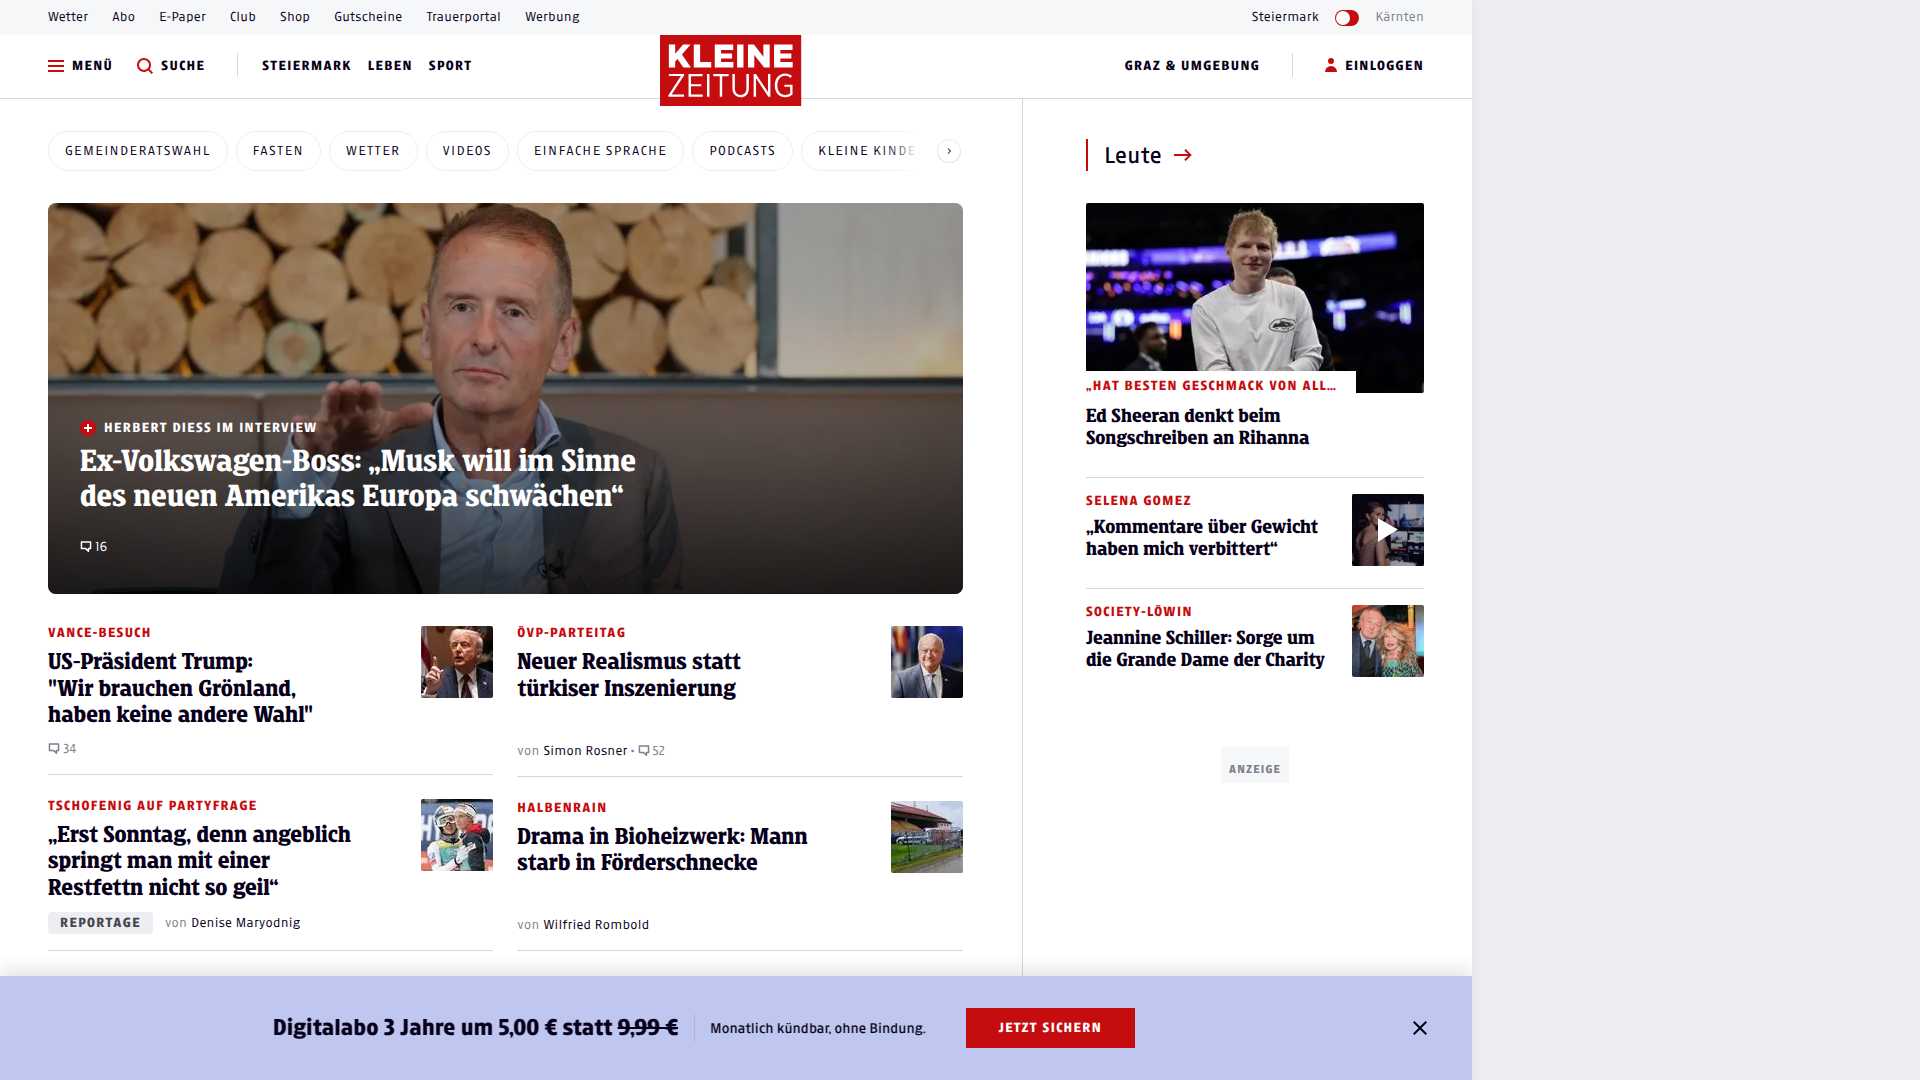 Wetter Abo E-Paper Club Shop Gutscheine Trauerportal Werbung Steiermark Kärnten
MENÜ SUCHE STEIERMARK LEBEN SPORT KLEINE ZEITUNG GRAZ & UMGEBUNG EINLOGGEN
GEMEINDERATSWAHL FASTEN WETTER VIDEOS EINFACHE SPRACHE PODCASTS KLEINE KINDE
HERBERT DIESS IM INTERVIEW
Ex-Volkswagen-Boss: „Musk will im Sinne
des neuen Amerikas Europa schwächen“
16
VANCE-BESUCH
US-Präsident Trump:
"Wir brauchen Grönland,
haben keine andere Wahl"
34
ÖVP-PARTEITAG
Neuer Realismus statt
türkiser Inszenierung
von Simon Rosner • 52
TSCHOFENIG AUF PARTYFRAGE
„Erst Sonntag, denn angeblich
springt man mit einer
Restfettn nicht so geil“
REPORTAGE von Denise Maryodnig
HALBENRAIN
Drama in Bioheizwerk: Mann
starb in Förderschnecke
von Wilfried Rombold
Leute
„HAT BESTEN GESCHMACK VON ALL...
Ed Sheeran denkt beim
Songschreiben an Rihanna
SELENA GOMEZ
„Kommentare über Gewicht
haben mich verbittert“
SOCIETY-LÖWIN
Jeannine Schiller: Sorge um
die Grande Dame der Charity
ANZEIGE
Digitalabo 3 Jahre um 5,00 € statt 9,99 € Monatlich kündbar, ohne Bindung. JETZT SICHERN